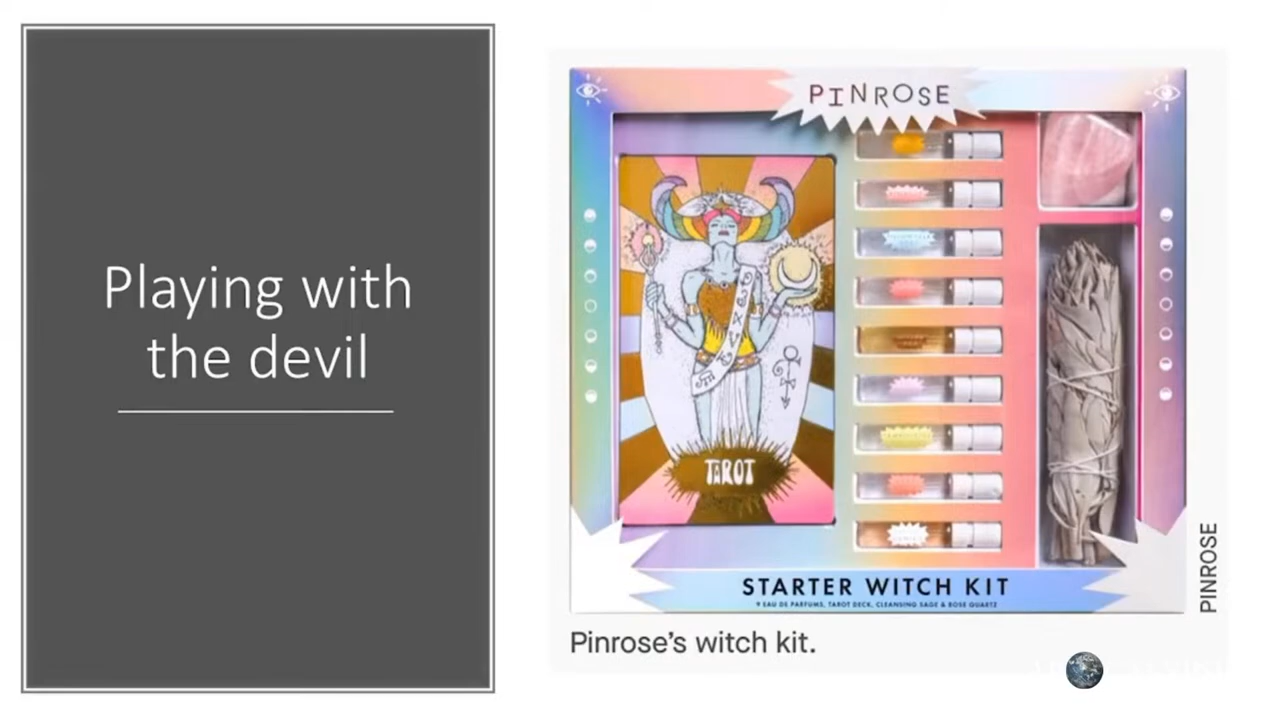 Playing with
the devil
PINROSE
TAROT
STARTER WITCH KIT
9 EAU DE PARFUMS, TAROT DECK, CLEANSING SAGE & ROSE QUARTZ
PINROSE
Pinrose's witch kit.